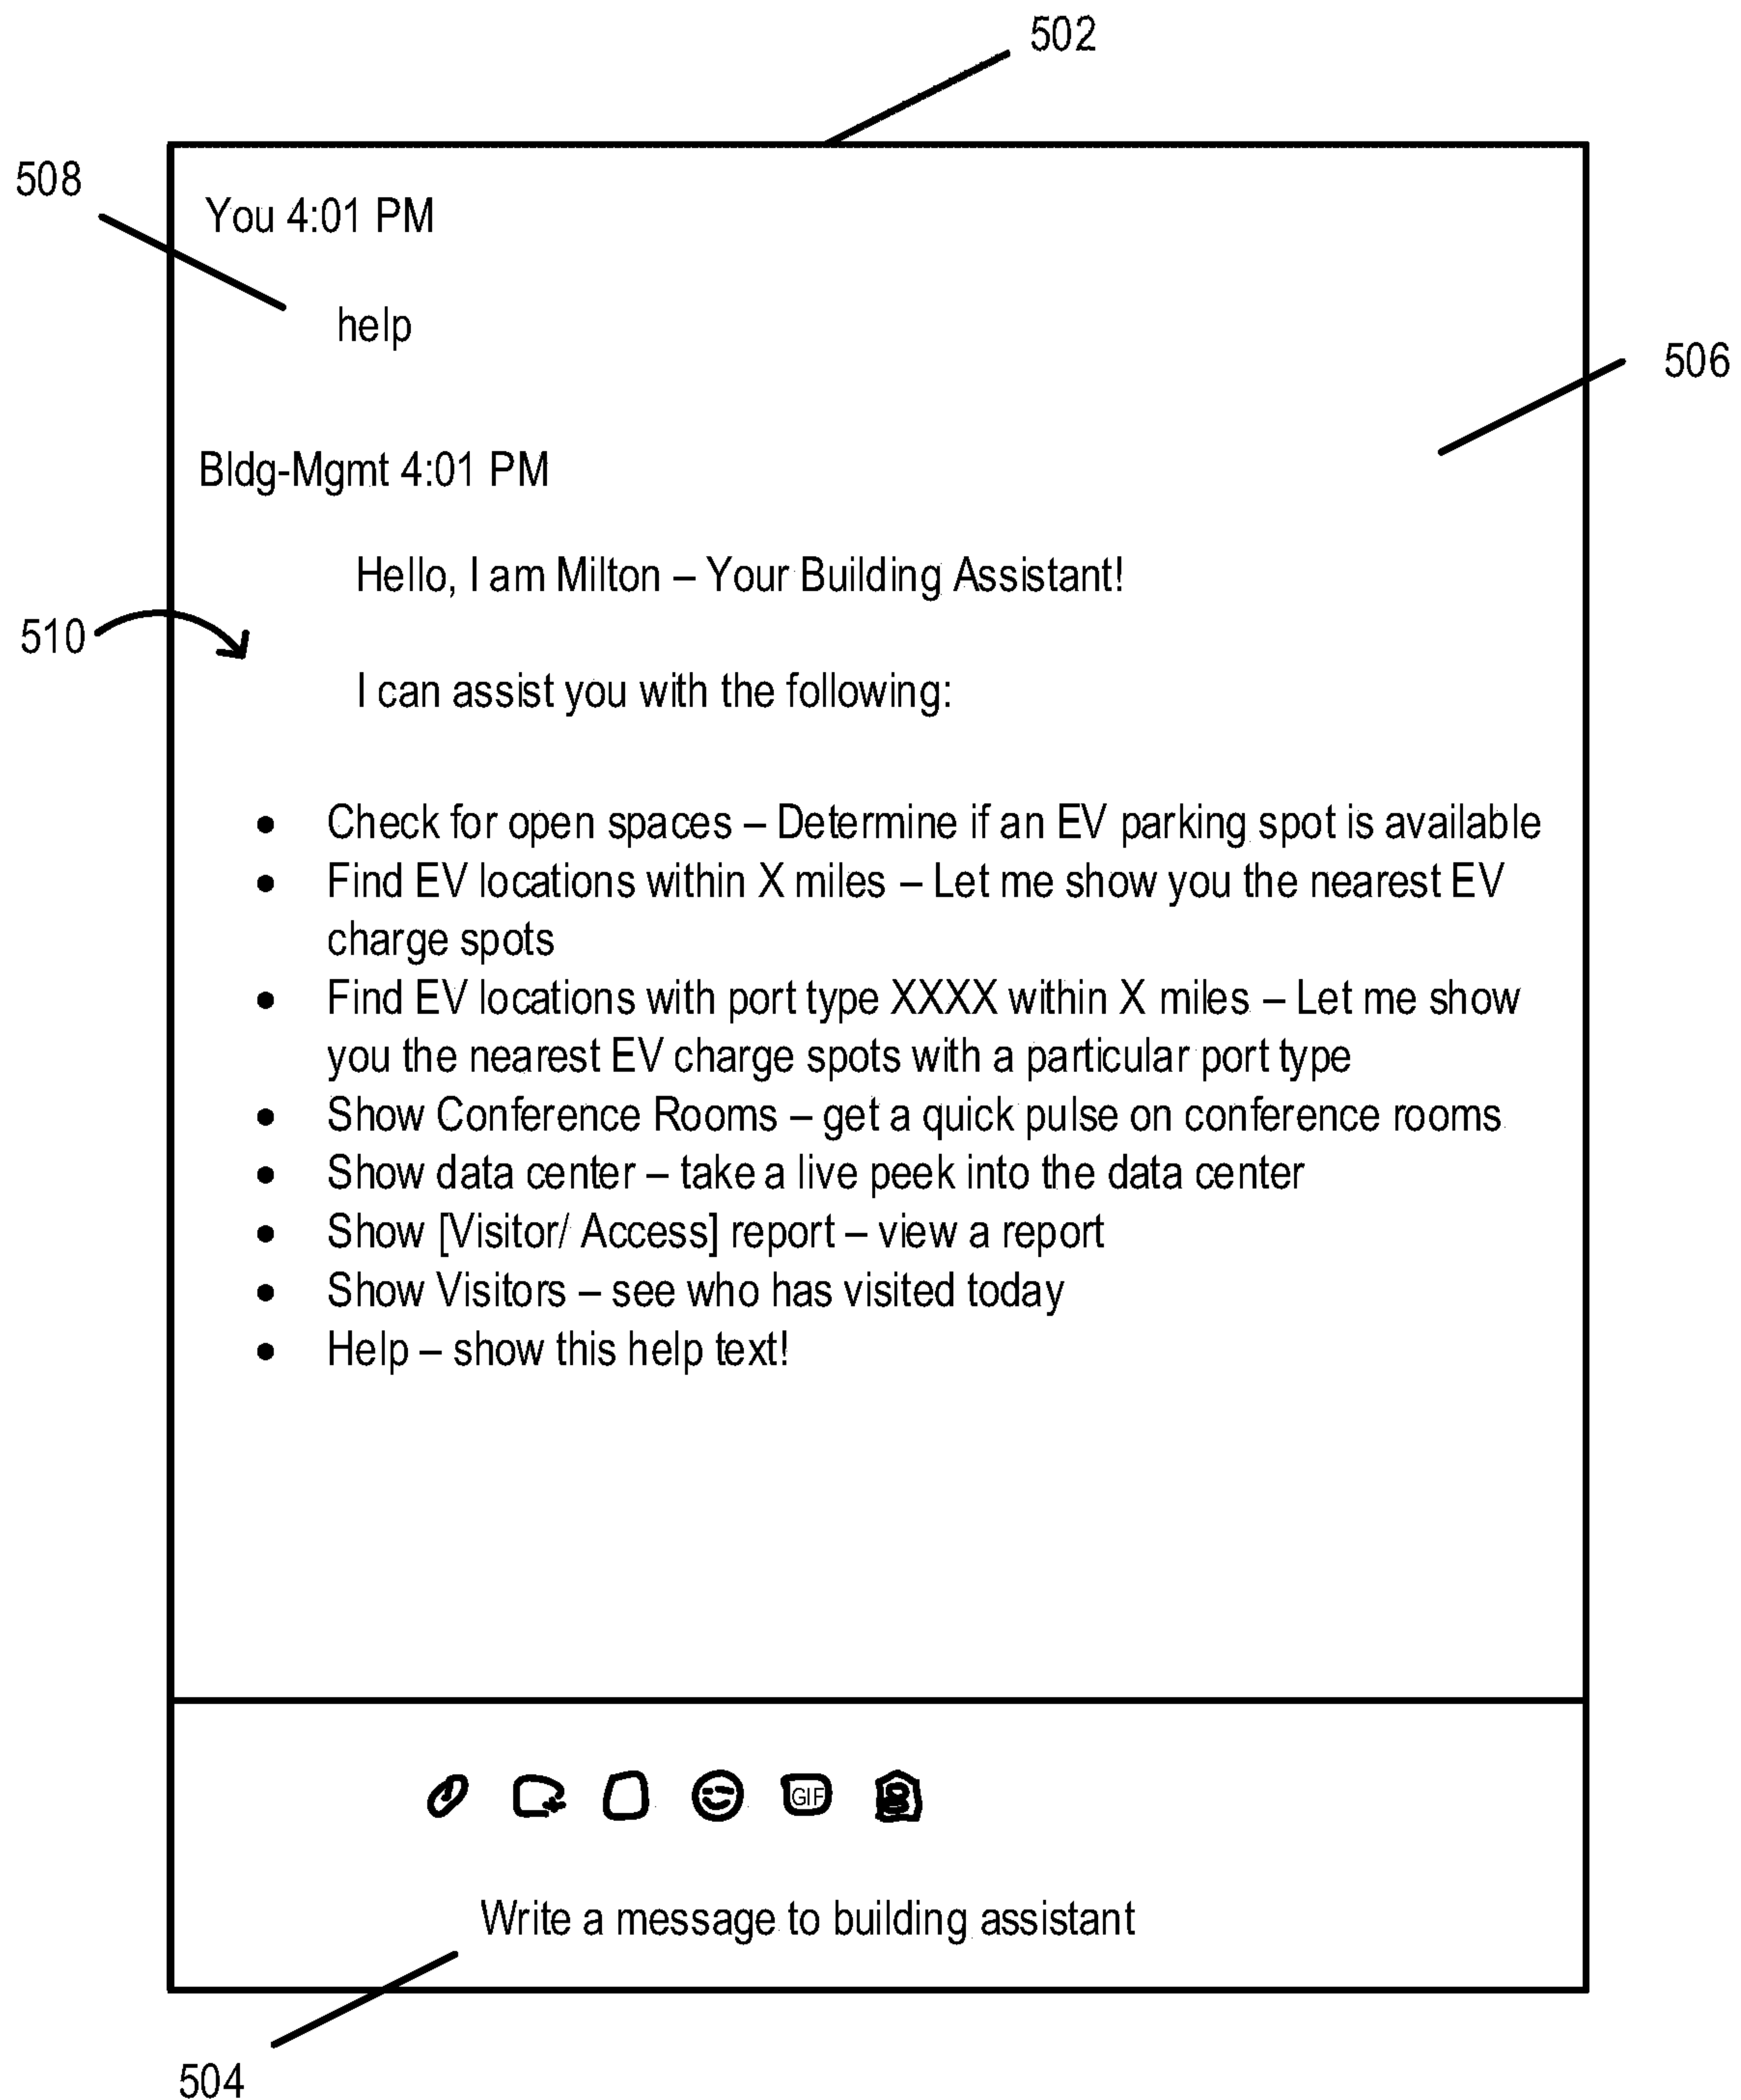 502
508
You 4:01 PM
help
506
Bldg-Mgmt 4:01 PM
Hello, I am Milton – Your Building Assistant!
510
I can assist you with the following:
• Check for open spaces – Determine if an EV parking spot is available
• Find EV locations within X miles – Let me show you the nearest EV
charge spots
• Find EV locations with port type XXXX within X miles – Let me show
you the nearest EV charge spots with a particular port type
• Show Conference Rooms – get a quick pulse on conference rooms
• Show data center – take a live peek into the data center
• Show [Visitor/ Access] report – view a report
• Show Visitors – see who has visited today
• Help – show this help text!
GIF
Write a message to building assistant
504